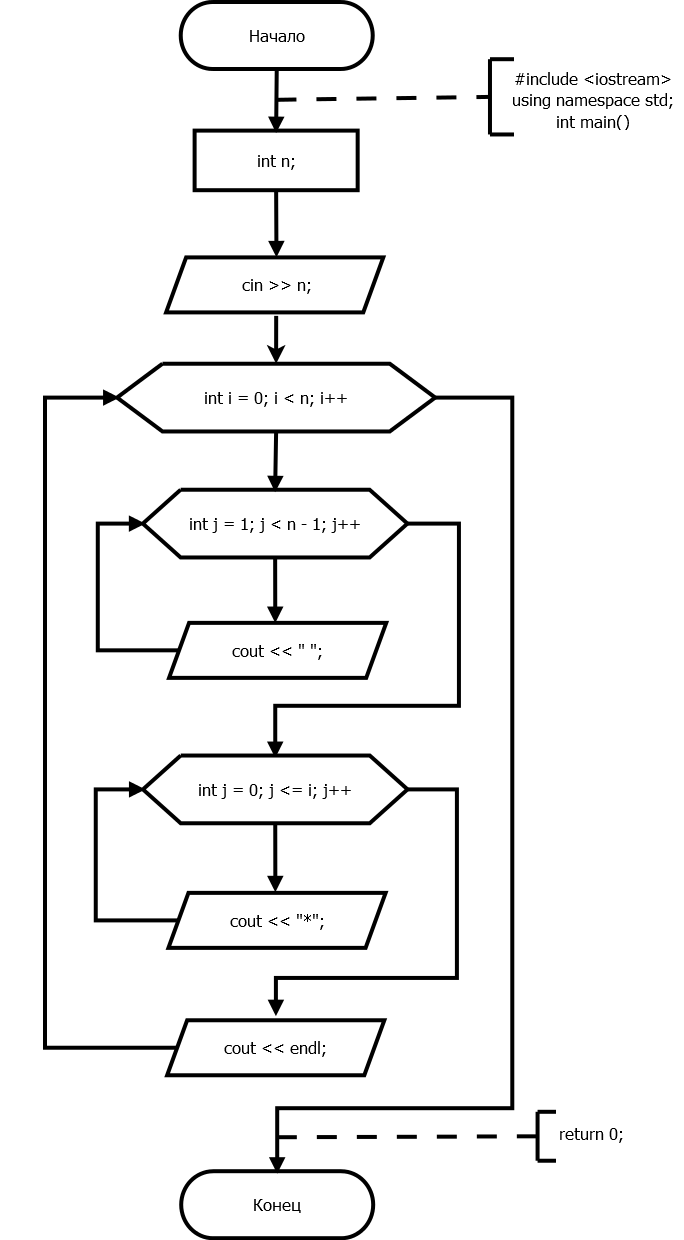 Начало
#include <iostream>
using namespace std;
int main()
int n;
cin >> n;
int i = 0; i < n; i++
int j = 1; j < n - 1; j++
cout << " ";
int j = 0; j <= i; j++
cout << "*";
cout << endl;
return 0;
Конец